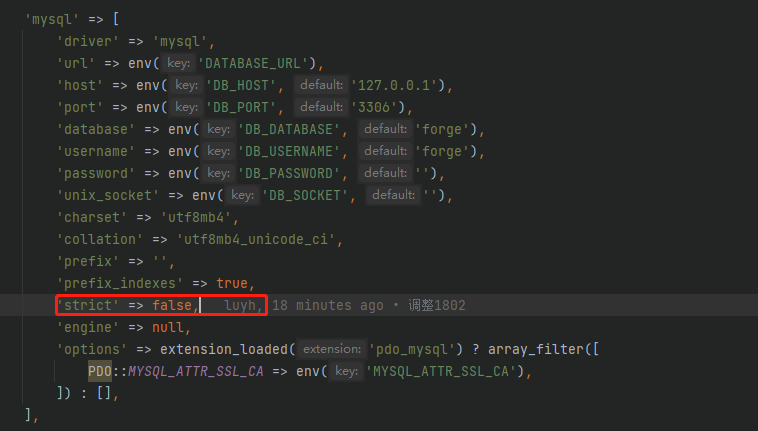 'mysql' => [
'driver' => 'mysql',
'url' => env( key: 'DATABASE_URL'),
'host' => env( key: 'DB_HOST', default: '127.0.0.1'),
'port' => env( key: 'DB_PORT', default: '3306'),
'database' => env( key: 'DB_DATABASE', default: 'forge'),
'username' => env( key: 'DB_USERNAME', default: 'forge'),
'password' => env( key: 'DB_PASSWORD', default: ''),
'unix_socket' => env( key: 'DB_SOCKET', default: ''),
'charset' => 'utf8mb4',
'collation' => 'utf8mb4_unicode_ci',
'prefix' => '',
'prefix_indexes' => true,
'strict' => false, luyh, 18 minutes ago • 调整1802
'engine' => null,
'options' => extension_loaded( extension: 'pdo_mysql') ? array_filter([
PDO::MYSQL_ATTR_SSL_CA => env( key: 'MYSQL_ATTR_SSL_CA'),
]) : [],
],